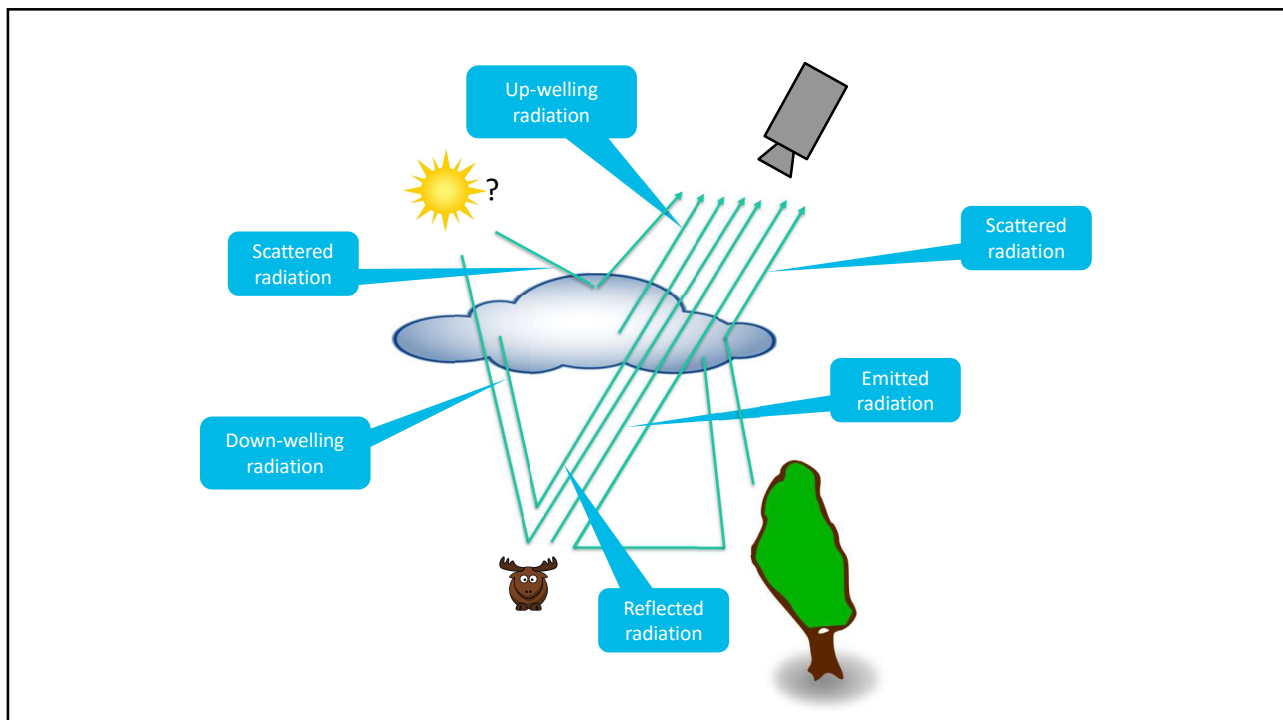 Up-welling
radiation
?
Scattered
radiation
Scattered
radiation
Emitted
radiation
Down-welling
radiation
Reflected
radiation